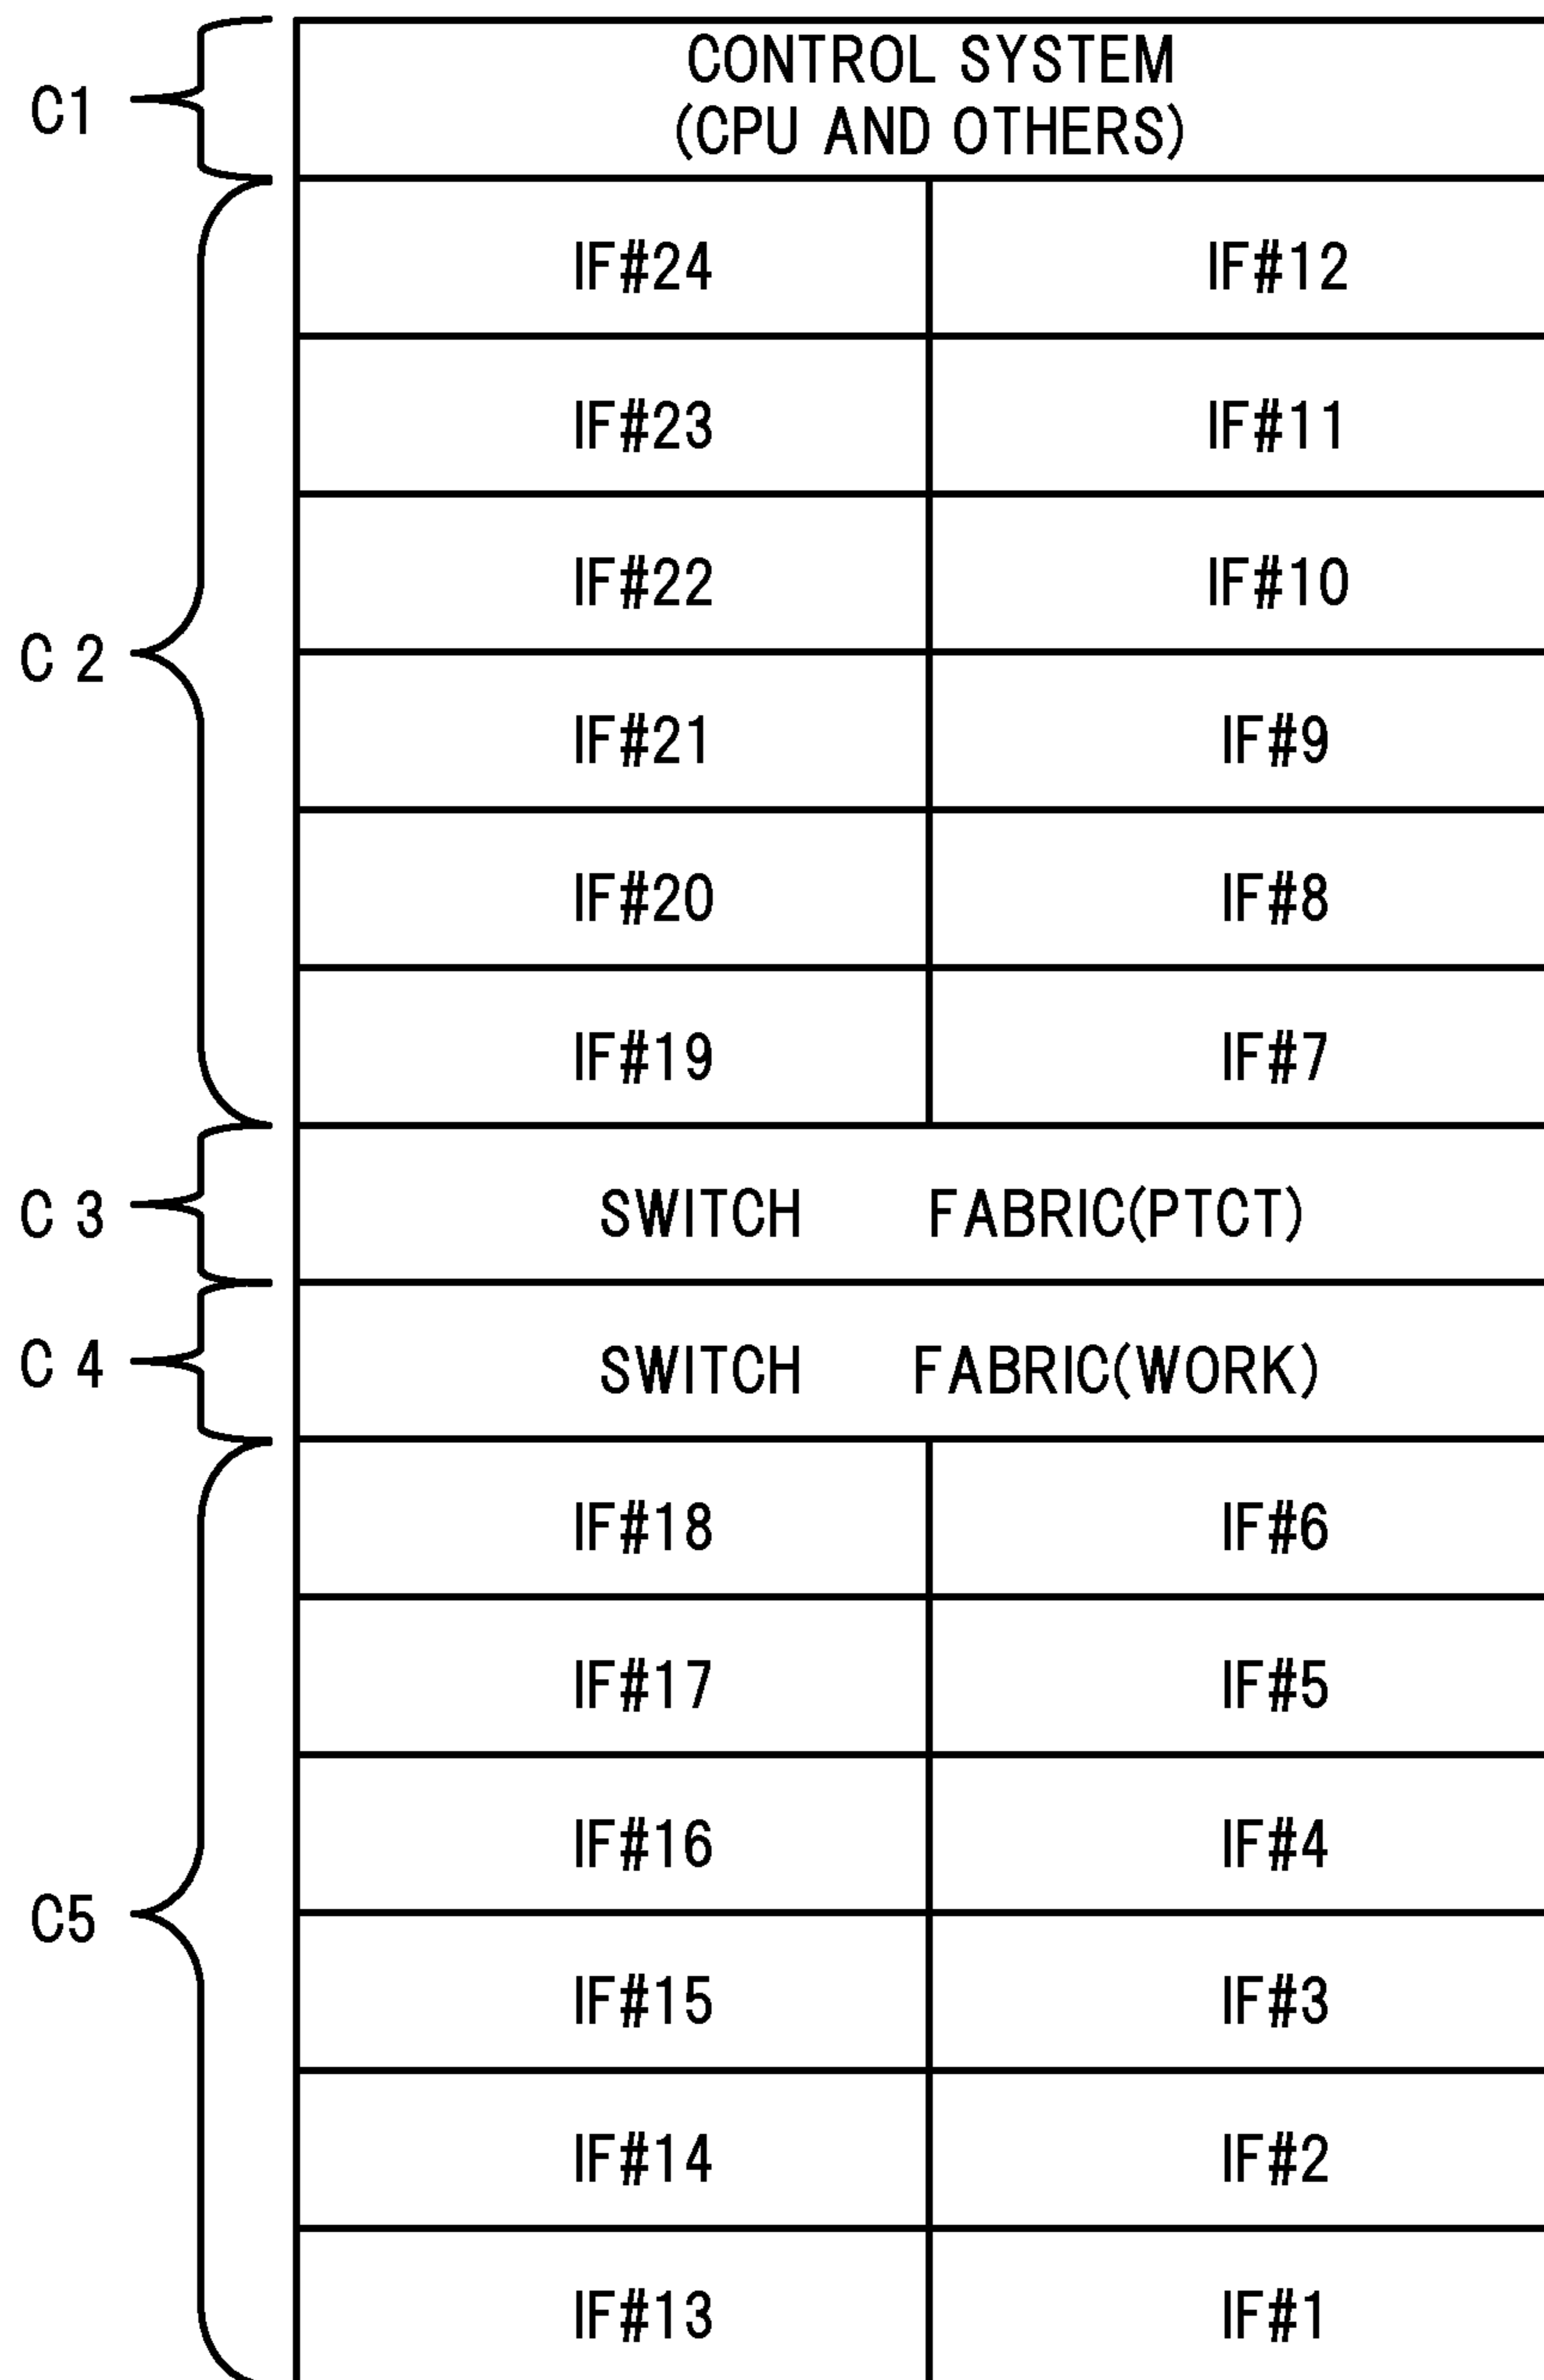 CONTROL SYSTEM
(CPU AND OTHERS)
C1
IF#24 IF#12
IF#23 IF#11
IF#22 IF#10
C 2
IF#21 IF#9
IF#20 IF#8
IF#19 IF#7
C 3 SWITCH FABRIC(PTCT)
C 4 SWITCH FABRIC(WORK)
IF#18 IF#6
IF#17 IF#5
IF#16 IF#4
C5
IF#15 IF#3
IF#14 IF#2
IF#13 IF#1